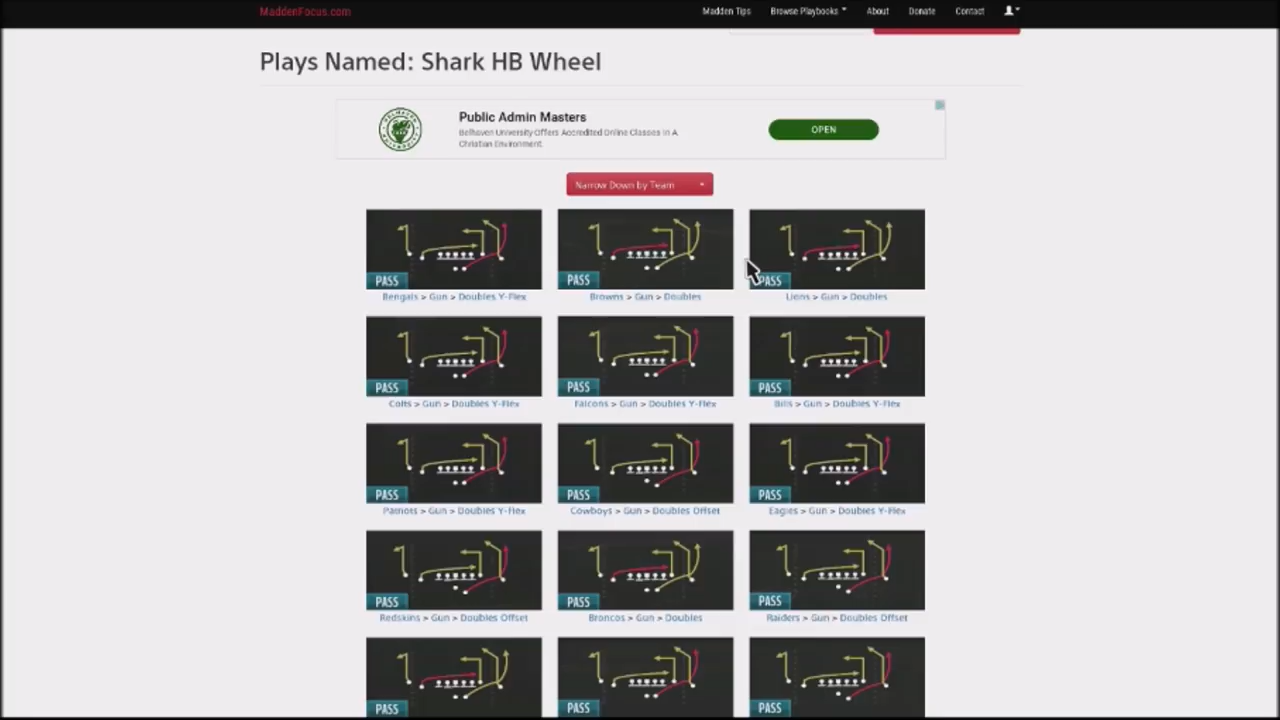 MaddenFocus.com
Madden Tips Browse Playbooks About Donate Contact
Plays Named: Shark HB Wheel
Public Admin Masters
Belhaven University Offers Accredited Online Classes In A
Christian Environment.
OPEN
Narrow Down by Team
PASS PASS PASS
Bengals > Gun > Doubles Y-Flex Browns > Gun > Doubles Lions > Gun > Doubles
PASS PASS PASS
Colts > Gun > Doubles Y-Flex Falcons > Gun > Doubles Y-Flex Bills > Gun > Doubles Y-Flex
PASS PASS PASS
Patriots > Gun > Doubles Y-Flex Cowboys > Gun > Doubles Offset Eagles > Gun > Doubles Y-Flex
PASS PASS PASS
Redskins > Gun > Doubles Offset Broncos > Gun > Doubles Raiders > Gun > Doubles Offset
PASS PASS PASS